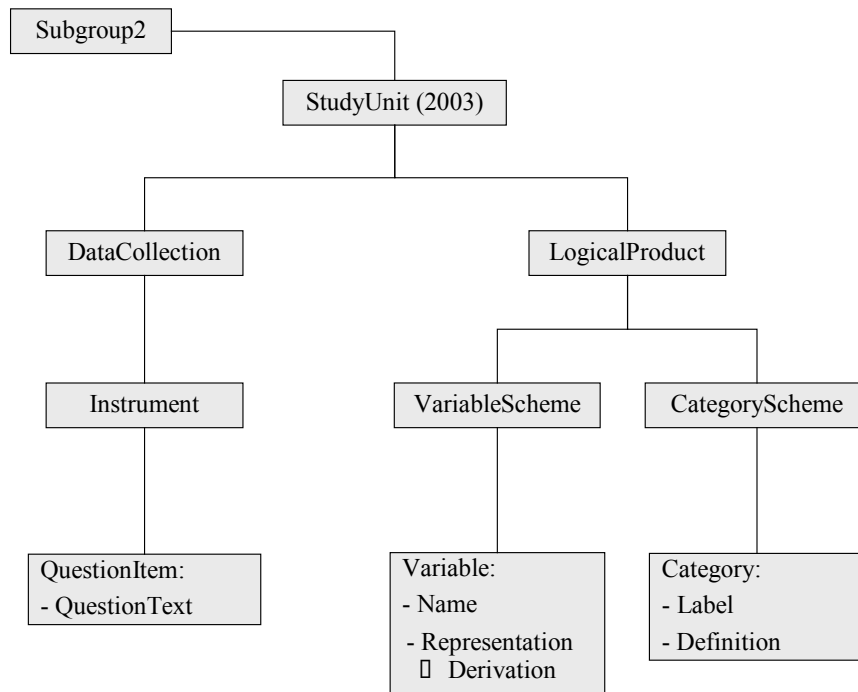 Subgroup2
StudyUnit (2003)
DataCollection
LogicalProduct
Instrument
VariableScheme
CategoryScheme
QuestionItem:
- QuestionText
Variable:
- Name
- Representation
▯ Derivation
Category:
- Label
- Definition